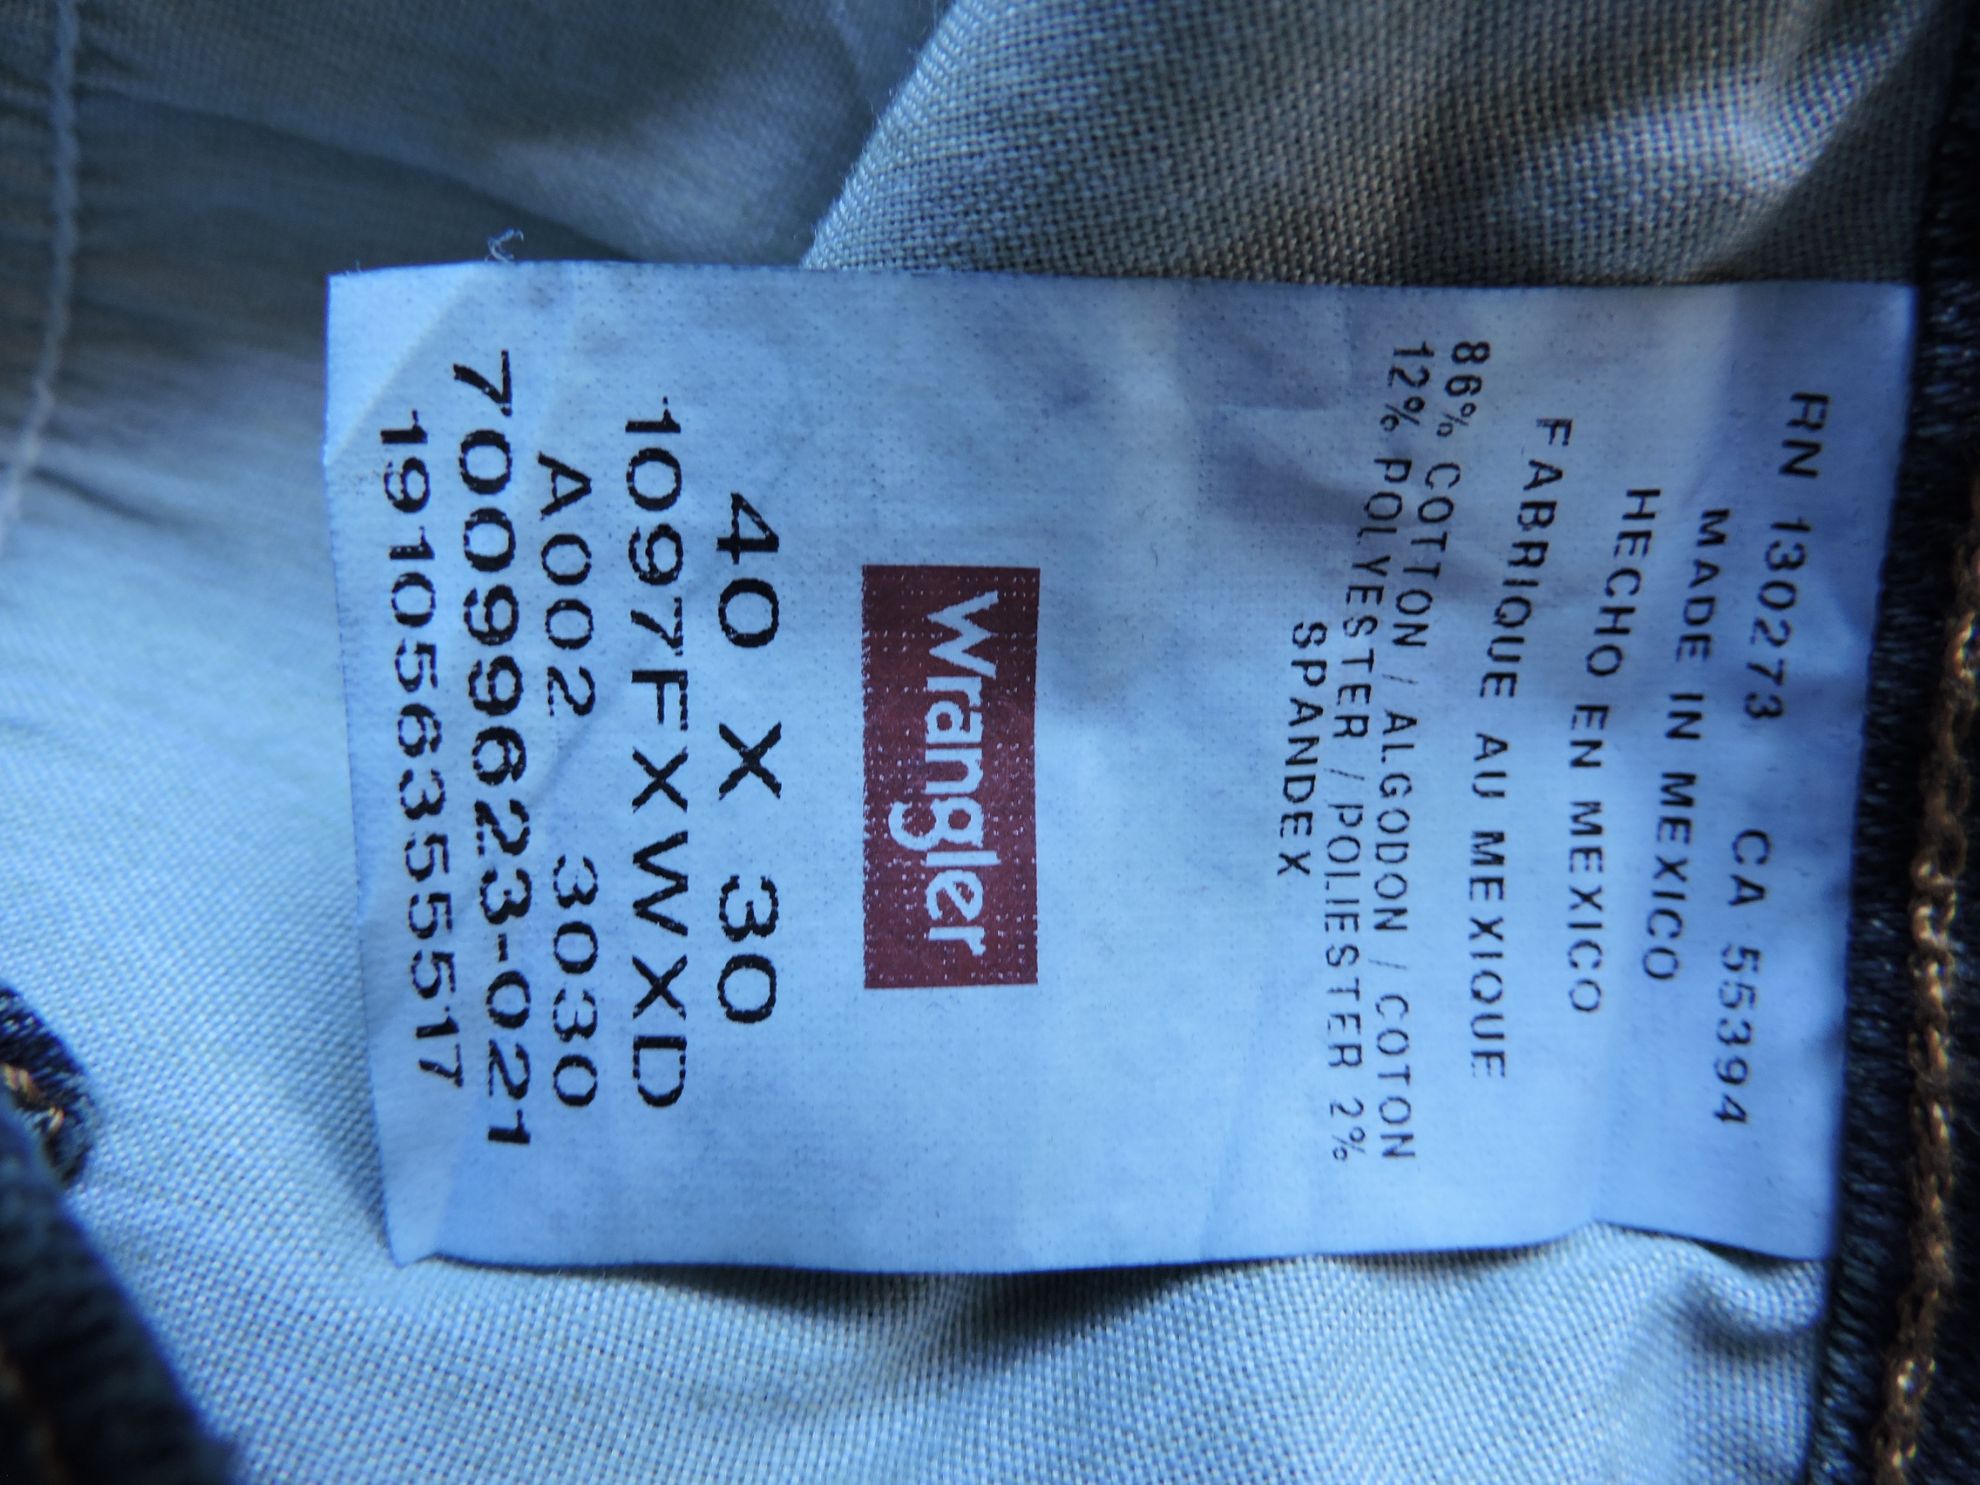 RN 130273 CA 55394
MADE IN MEXICO
HECHO EN MEXICO
FABRIQUE AU MEXIQUE
86% COTTON / ALGODON / COTON
12% POLYESTER / POLIESTER 2%
SPANDEX
Wrangler
40 X 30
1097FXWXD
A002 3030
70099623-021
191056355517